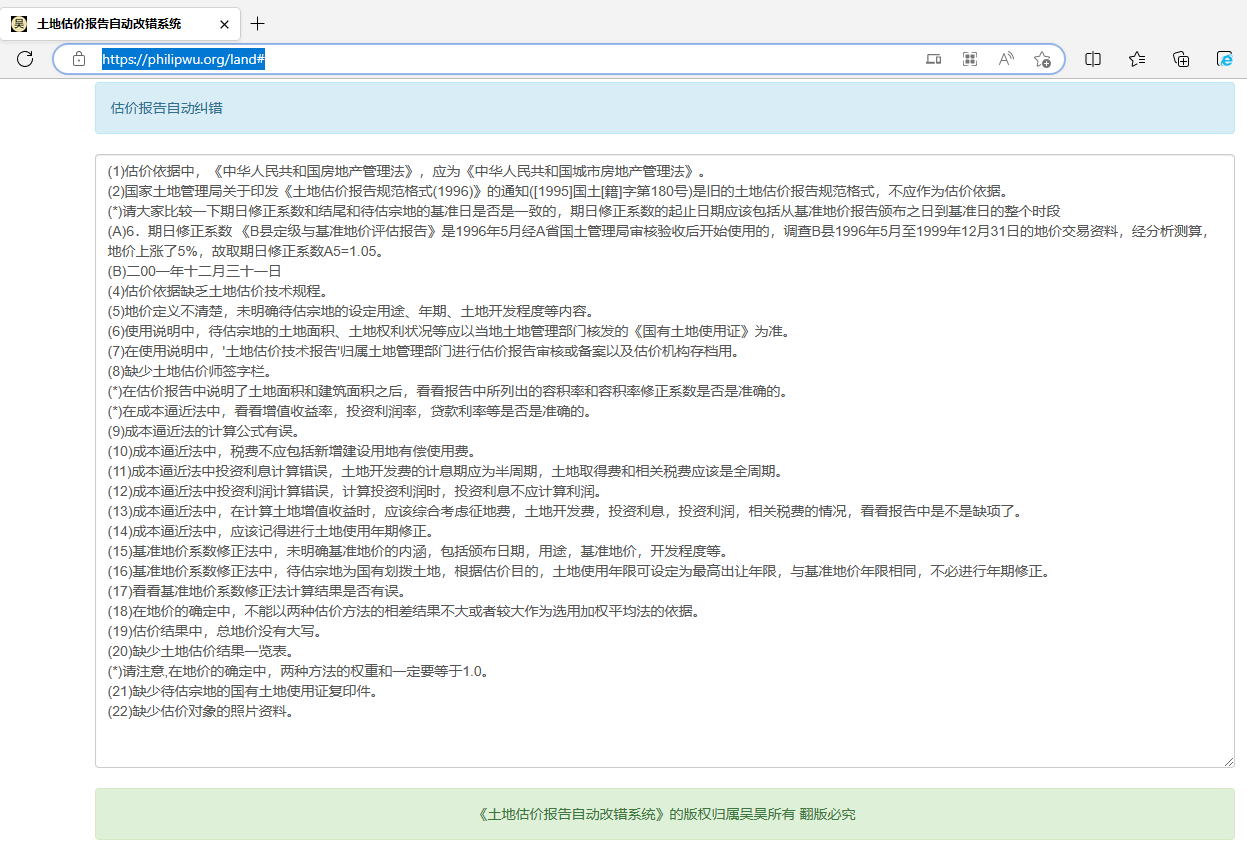 土地估价报告自动改错系统
https://philipwu.org/land#
估价报告自动纠错
(1)估价依据中，《中华人民共和国房地产管理法》，应为《中华人民共和国城市房地产管理法》。
(2)国家土地管理局关于印发《土地估价报告规范格式(1996)》的通知([1995]国土[籍]字第180号)是旧的土地估价报告规范格式，不应作为估价依据。
(*)请大家比较一下期日修正系数和结尾和待估宗地的基准日是否是一致的，期日修正系数的起止日期应该包括从基准地价报告颁布之日到基准日的整个时段
(A)6．期日修正系数 《B县定级与基准地价评估报告》是1996年5月经A省国土管理局审核验收后开始使用的，调查B县1996年5月至1999年12月31日的地价交易资料，经分析测算，
地价上涨了5%，故取期日修正系数A5=1.05。
(B)二00一年十二月三十一日
(4)估价依据缺乏土地估价技术规程。
(5)地价定义不清楚，未明确待估宗地的设定用途、年期、土地开发程度等内容。
(6)使用说明中，待估宗地的土地面积、土地权利状况等应以当地土地管理部门核发的《国有土地使用证》为准。
(7)在使用说明中，'土地估价技术报告'归属土地管理部门进行估价报告审核或备案以及估价机构存档用。
(8)缺少土地估价师签字栏。
(*)在估价报告中说明了土地面积和建筑面积之后，看看报告中所列出的容积率和容积率修正系数是否是准确的。
(*)在成本逼近法中，看看增值收益率，投资利润率，贷款利率等是否是准确的。
(9)成本逼近法的计算公式有误。
(10)成本逼近法中，税费不应包括新增建设用地有偿使用费。
(11)成本逼近法中投资利息计算错误，土地开发费的计息期应为半周期，土地取得费和相关税费应该是全周期。
(12)成本逼近法中投资利润计算错误，计算投资利润时，投资利息不应计算利润。
(13)成本逼近法中，在计算土地增值收益时，应该综合考虑征地费，土地开发费，投资利息，投资利润，相关税费的情况，看看报告中是不是缺项了。
(14)成本逼近法中，应该记得进行土地使用年期修正。
(15)基准地价系数修正法中，未明确基准地价的内涵，包括颁布日期，用途，基准地价，开发程度等。
(16)基准地价系数修正法中，待估宗地为国有划拨土地，根据估价目的，土地使用年限可设定为最高出让年限，与基准地价年限相同，不必进行年期修正。
(17)看看基准地价系数修正法计算结果是否有误。
(18)在地价的确定中，不能以两种估价方法的相差结果不大或者较大作为选用加权平均法的依据。
(19)估价结果中，总地价没有大写。
(20)缺少土地估价结果一览表。
(*)请注意,在地价的确定中，两种方法的权重和一定要等于1.0。
(21)缺少待估宗地的国有土地使用证复印件。
(22)缺少估价对象的照片资料。
《土地估价报告自动改错系统》的版权归属吴昊所有 翻版必究